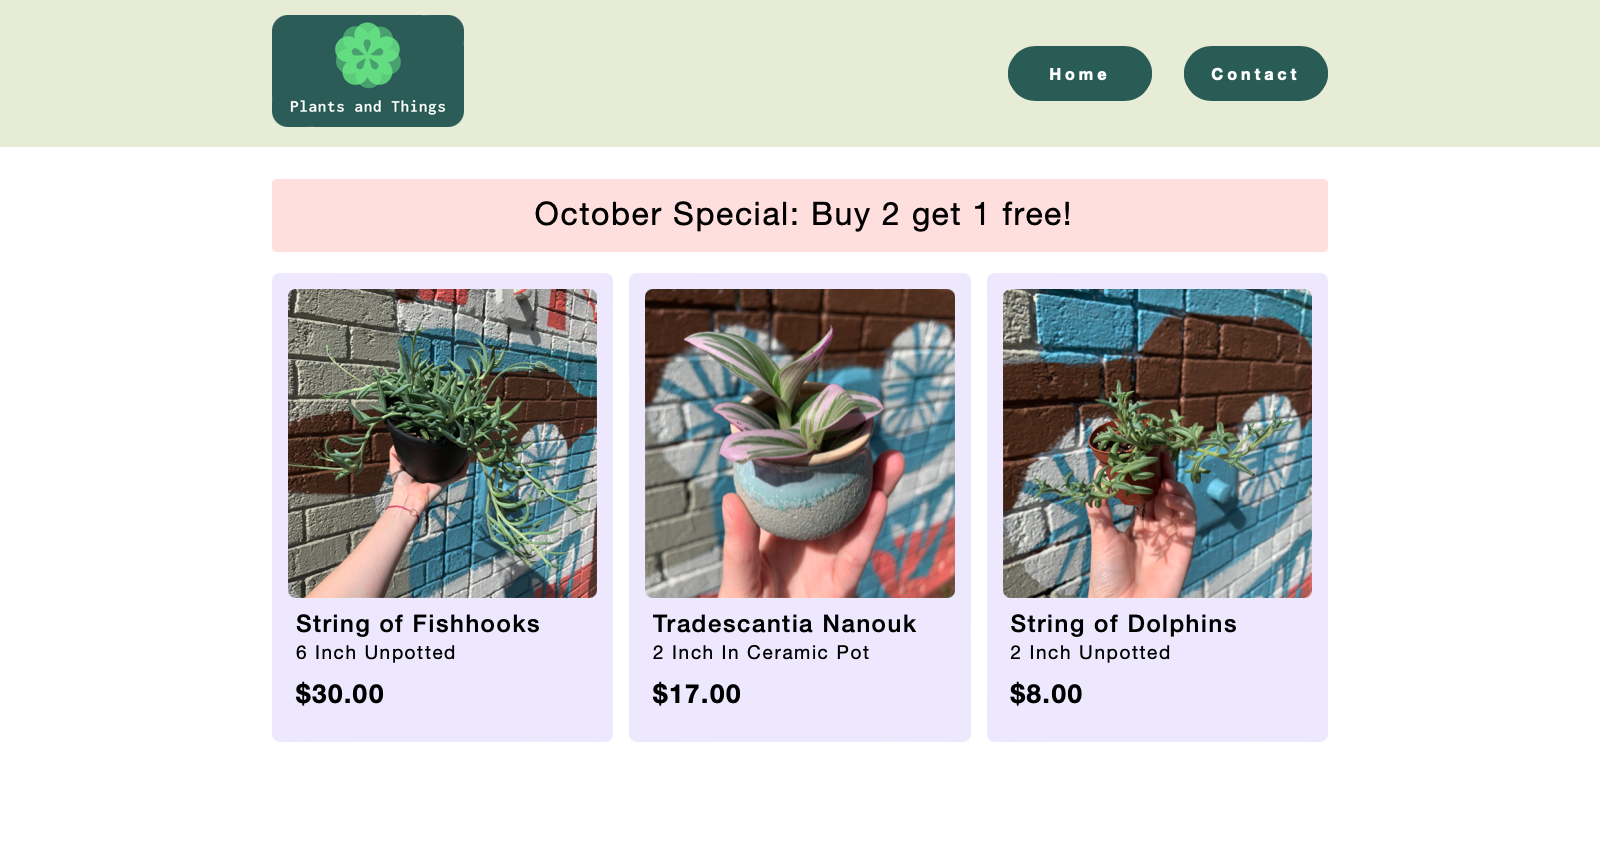 Plants and Things
Home
Contact
October Special: Buy 2 get 1 free!
String of Fishhooks
6 Inch Unpotted
$30.00
Tradescantia Nanouk
2 Inch In Ceramic Pot
$17.00
String of Dolphins
2 Inch Unpotted
$8.00